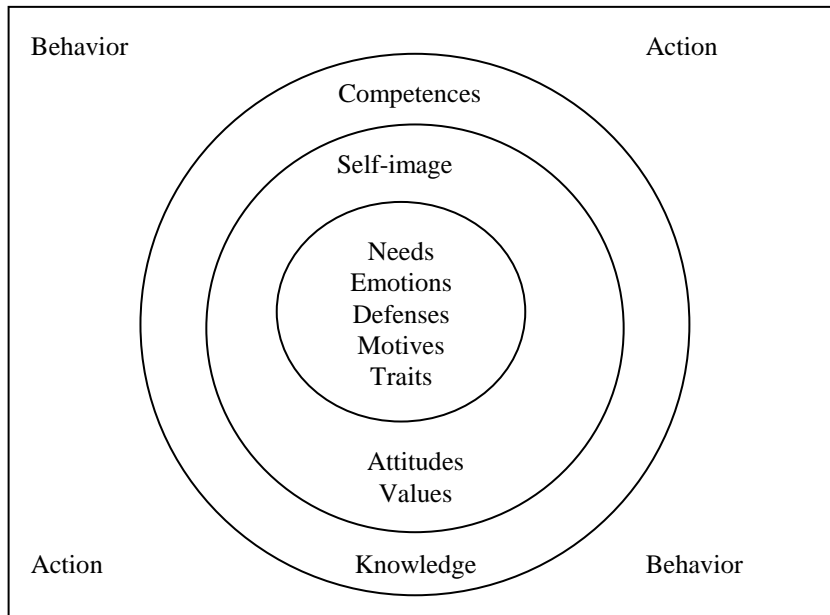 Behavior
Action
Competences
Self-image
Needs
Emotions
Defenses
Motives
Traits
Attitudes
Values
Action
Knowledge
Behavior